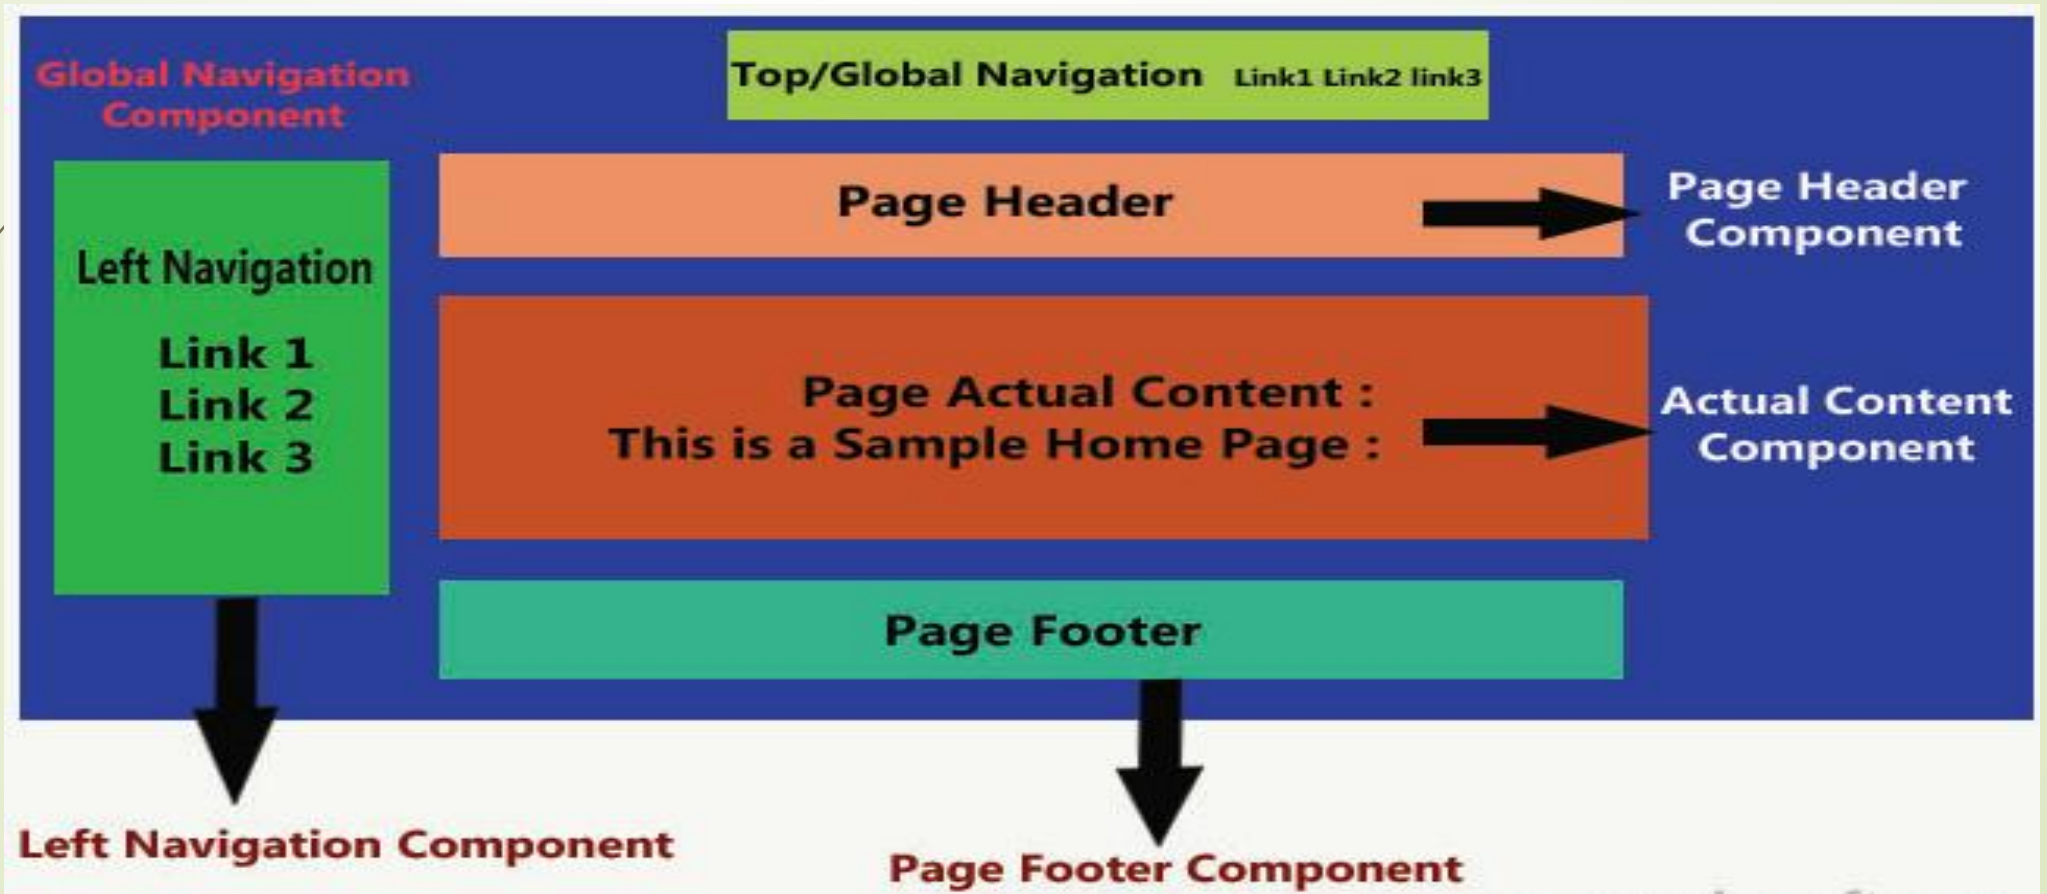 Global Navigation
Component
Top/Global Navigation Link1 Link2 link3
Left Navigation
Link 1
Link 2
Link 3
Page Header
Page Header
Component
Page Actual Content :
This is a Sample Home Page :
Actual Content
Component
Page Footer
Left Navigation Component
Page Footer Component